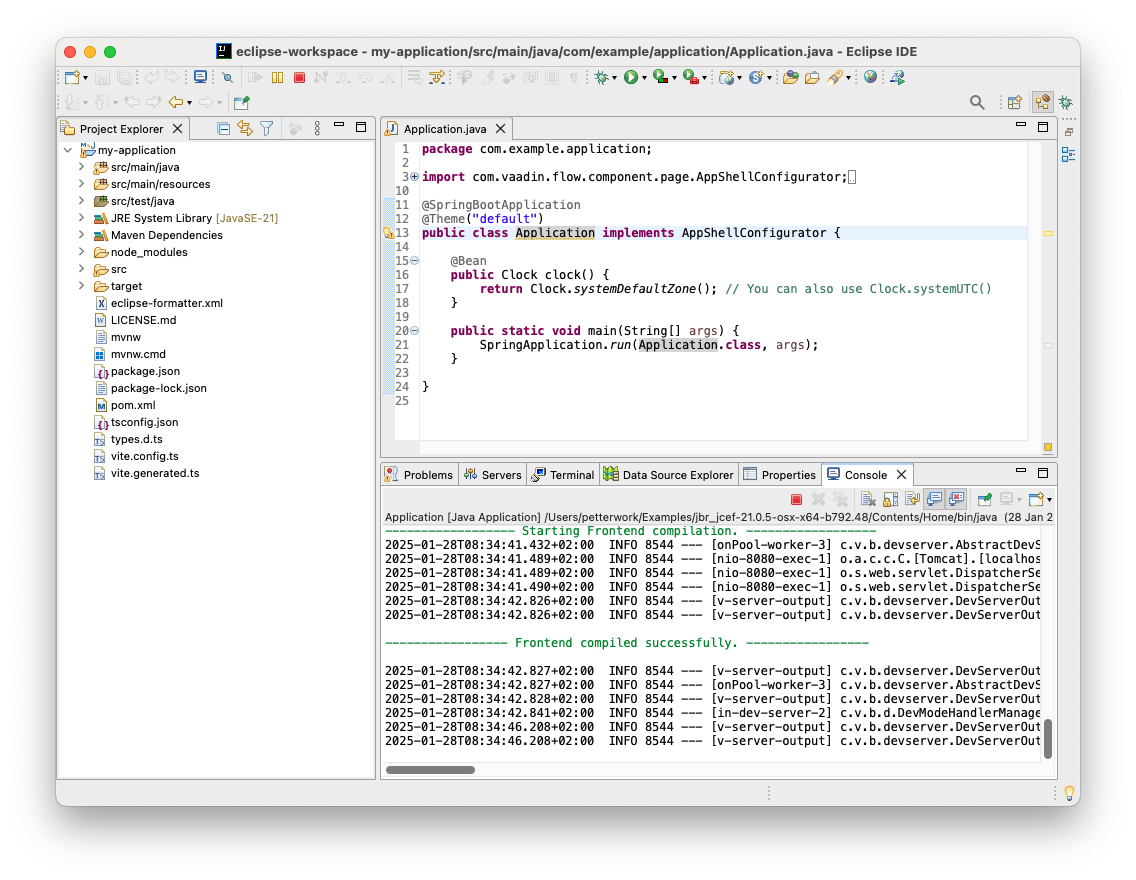 eclipse-workspace - my-application/src/main/java/com/example/application/Application.java - Eclipse IDE
Project Explorer
my-application
src/main/java
src/main/resources
src/test/java
JRE System Library [JavaSE-21]
Maven Dependencies
node_modules
src
target
eclipse-formatter.xml
LICENSE.md
mvnw
mvnw.cmd
package.json
package-lock.json
pom.xml
tsconfig.json
types.d.ts
vite.config.ts
vite.generated.ts
Application.java
1 package com.example.application;
2
3 import com.vaadin.flow.component.page.AppShellConfigurator;
10
11 @SpringBootApplication
12 @Theme("default")
13 public class Application implements AppShellConfigurator {
14
15 @Bean
16 public Clock clock() {
17 return Clock.systemDefaultZone(); // You can also use Clock.systemUTC()
18 }
19
20 public static void main(String[] args) {
21 SpringApplication.run(Application.class, args);
22 }
23
24 }
25
Problems Servers Terminal Data Source Explorer Properties Console
Application [Java Application] /Users/petterwork/Examples/jbr_jcef-21.0.5-osx-x64-b792.48/Contents/Home/bin/java (28 Jan 2
------------------ Starting Frontend compilation. ------------------
2025-01-28T08:34:41.432+02:00 INFO 8544 --- [onPool-worker-3] c.v.b.devserver.AbstractDevS
2025-01-28T08:34:41.489+02:00 INFO 8544 --- [nio-8080-exec-1] o.a.c.c.C.[Tomcat].[localhos
2025-01-28T08:34:41.489+02:00 INFO 8544 --- [nio-8080-exec-1] o.s.web.servlet.DispatcherSe
2025-01-28T08:34:41.490+02:00 INFO 8544 --- [nio-8080-exec-1] o.s.web.servlet.DispatcherSe
2025-01-28T08:34:42.826+02:00 INFO 8544 --- [v-server-output] c.v.b.devserver.DevServerOut
2025-01-28T08:34:42.826+02:00 INFO 8544 --- [v-server-output] c.v.b.devserver.DevServerOut
----------------- Frontend compiled successfully. -----------------
2025-01-28T08:34:42.827+02:00 INFO 8544 --- [v-server-output] c.v.b.devserver.DevServerOut
2025-01-28T08:34:42.827+02:00 INFO 8544 --- [onPool-worker-3] c.v.b.devserver.AbstractDevS
2025-01-28T08:34:42.828+02:00 INFO 8544 --- [v-server-output] c.v.b.devserver.DevServerOut
2025-01-28T08:34:42.841+02:00 INFO 8544 --- [in-dev-server-2] c.v.b.d.DevModeHandlerManage
2025-01-28T08:34:46.208+02:00 INFO 8544 --- [v-server-output] c.v.b.devserver.DevServerOut
2025-01-28T08:34:46.208+02:00 INFO 8544 --- [v-server-output] c.v.b.devserver.DevServerOut